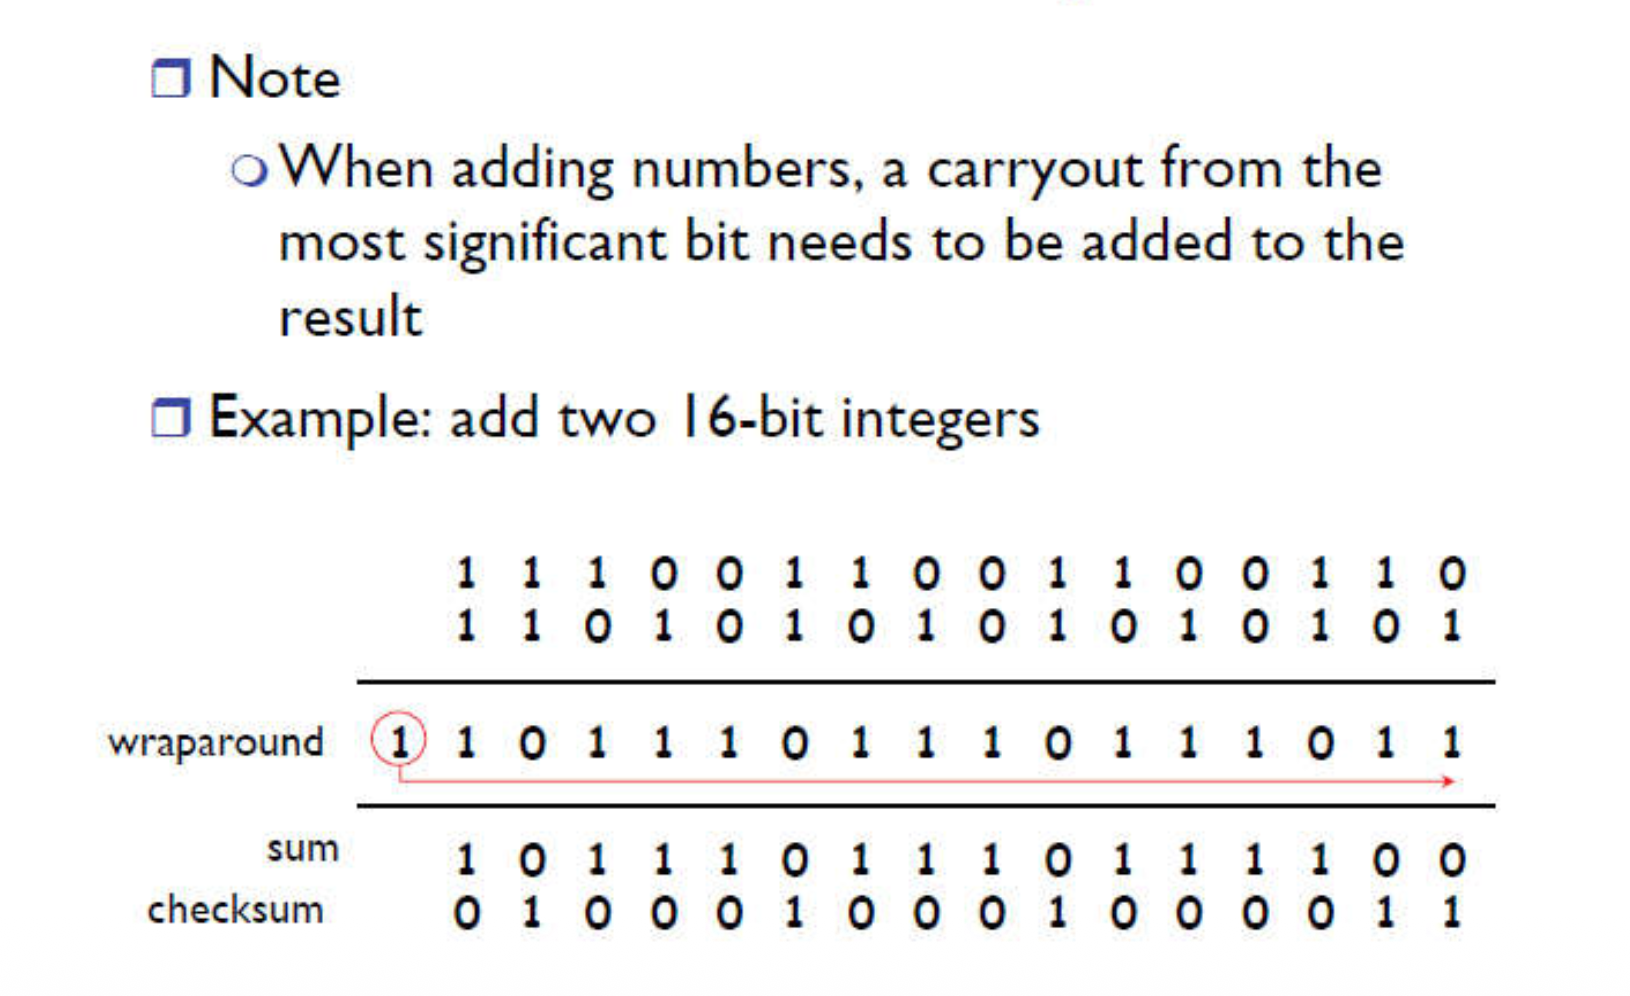 Note
When adding numbers, a carryout from the
most significant bit needs to be added to the
result
Example: add two 16-bit integers
1 1 1 0 0 1 1 0 0 1 1 0 0 1 1 0
1 1 0 1 0 1 0 1 0 1 0 1 0 1 0 1
wraparound 1 1 0 1 1 1 0 1 1 1 0 1 1 1 0 1 1
sum 1 0 1 1 1 0 1 1 1 0 1 1 1 1 0 0
checksum 0 1 0 0 0 1 0 0 0 1 0 0 0 0 1 1